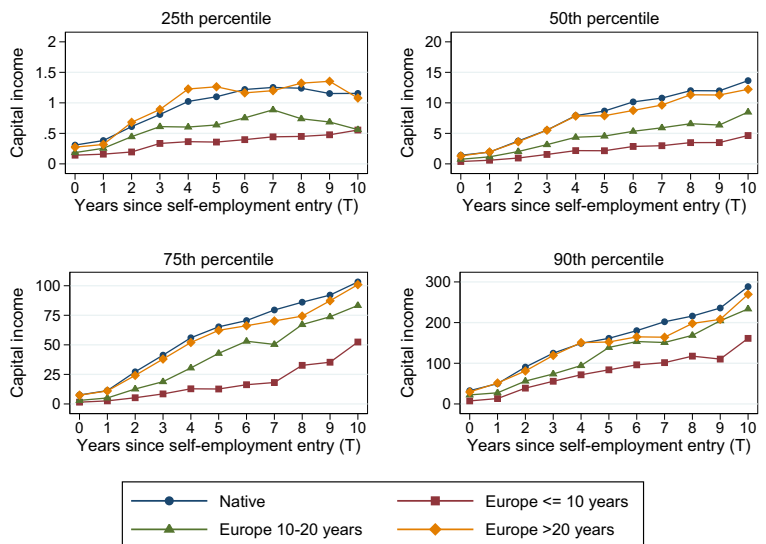 25th percentile
Capital income
2
1.5
1
.5
0
0 1 2 3 4 5 6 7 8 9 10
Years since self-employment entry (T)
50th percentile
Capital income
20
15
10
5
0
0 1 2 3 4 5 6 7 8 9 10
Years since self-employment entry (T)
75th percentile
Capital income
100
75
50
25
0
0 1 2 3 4 5 6 7 8 9 10
Years since self-employment entry (T)
90th percentile
Capital income
300
200
100
0
0 1 2 3 4 5 6 7 8 9 10
Years since self-employment entry (T)
Native
Europe <= 10 years
Europe 10-20 years
Europe >20 years